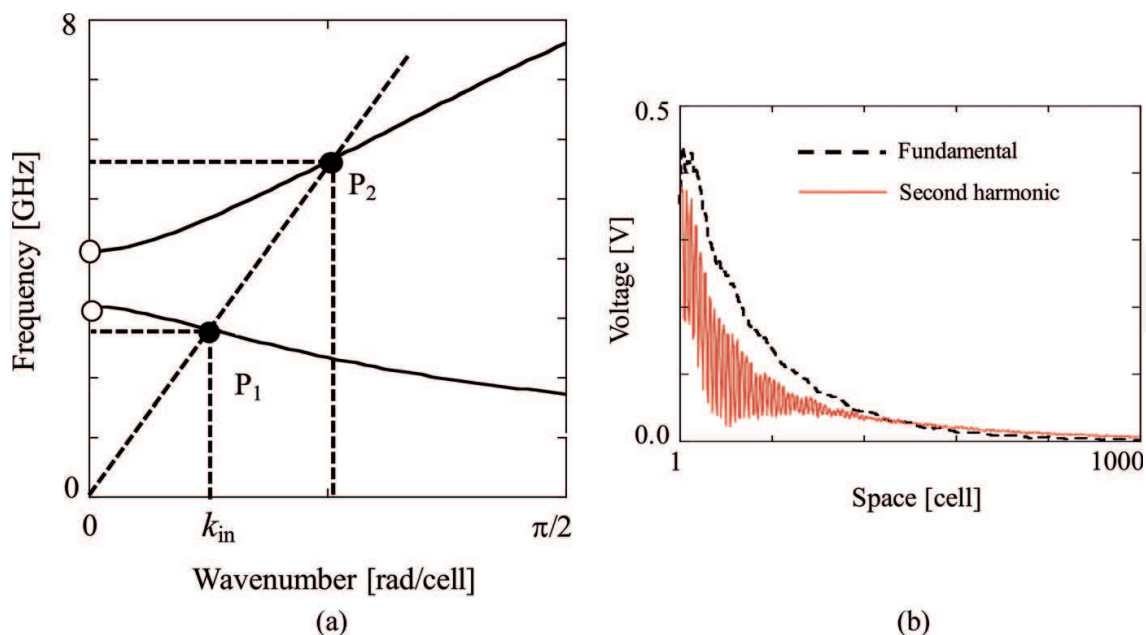 8
Frequency [GHz]
P₂
P₁
0
0
k_in
π/2
Wavenumber [rad/cell]
(a)
0.5
Fundamental
Second harmonic
Voltage [V]
0.0
1
1000
Space [cell]
(b)